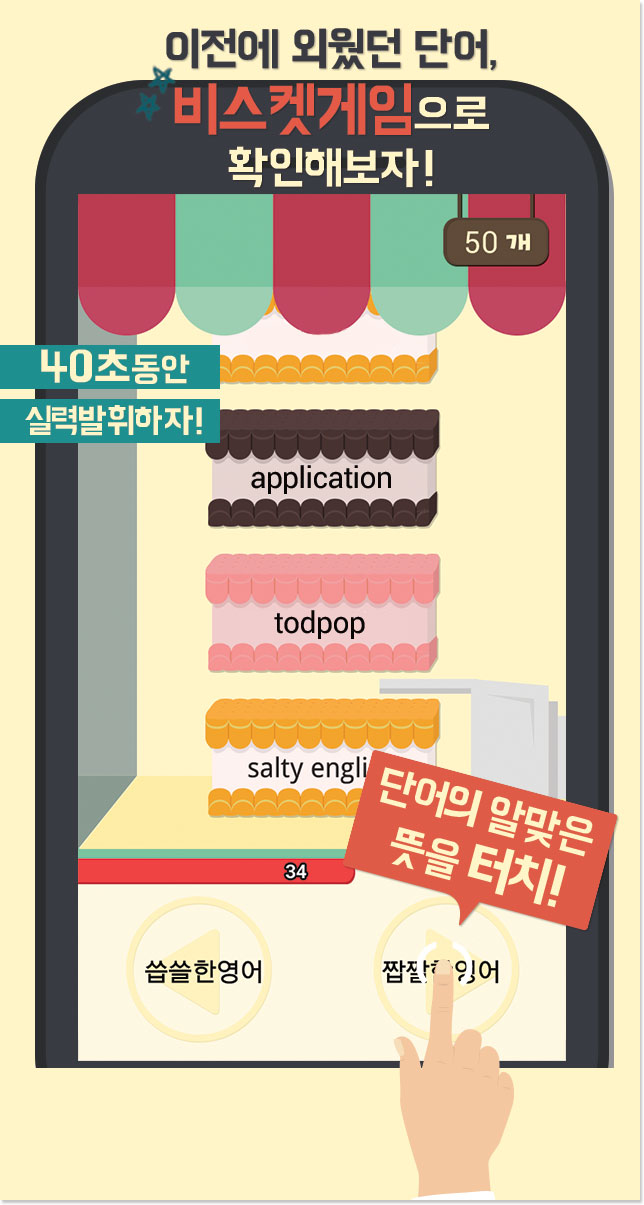 이전에 외웠던 단어,
비스켓게임으로
확인해보자!
50 개
40초동안
실력발휘하자!
application
todpop
salty engli
단어의 알맞은
뜻을 터치!
34
씁쓸한영어
짭짤한잉어